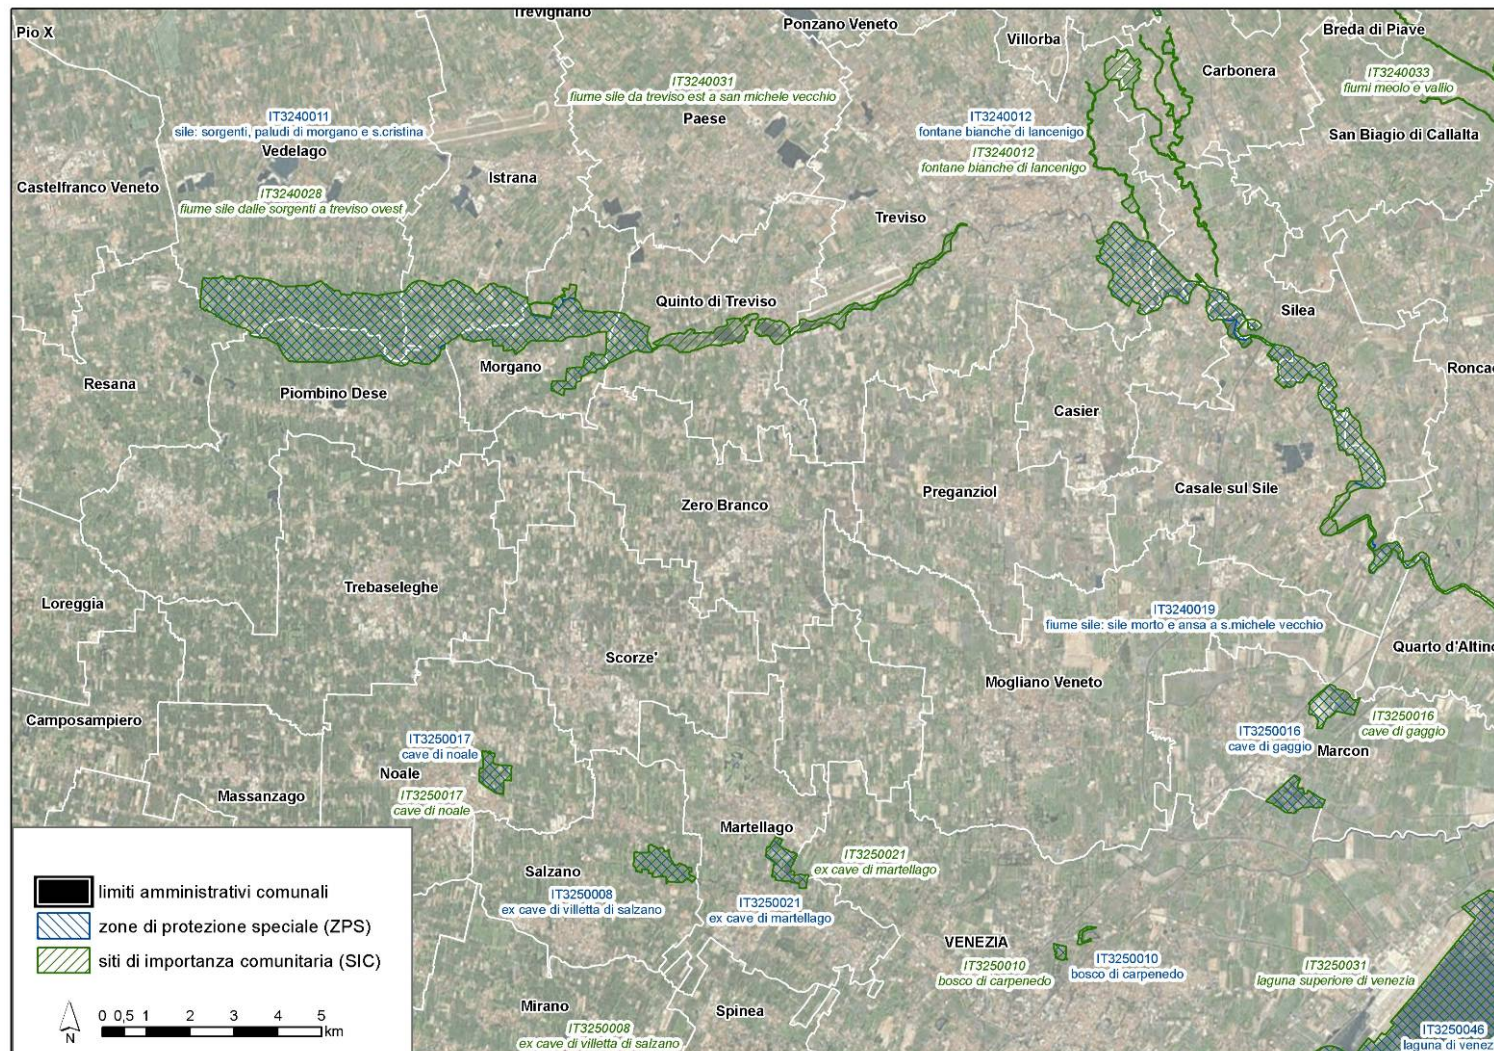 Trevignano
Ponzano Veneto
Pio X
Villorba
Breda di Piave
Carbonera
IT3240033
fiumi meolo e vallio
San Biagio di Callalta
IT3240031
fiume sile da treviso est a san michele vecchio
Paese
IT3240011
sile: sorgenti, paludi di morgano e s.cristina
Vedelago
IT3240012
fontane bianche di lancenigo
IT3240012
fontane bianche di lancenigo
Castelfranco Veneto
IT3240028
fiume sile dalle sorgenti a treviso ovest
Istrana
Treviso
Quinto di Treviso
Silea
Resana
Piombino Dese
Morgano
Casier
Roncad
Preganziol
Casale sul Sile
Zero Branco
Trebaseleghe
Loreggia
IT3240019
fiume sile: sile morto e ansa a s.michele vecchio
Quarto d'Altino
Scorze'
Mogliano Veneto
Camposampiero
IT3250017
cave di noale
Noale
IT3250017
cave di noale
Massanzago
IT3250016
cave di gaggio
IT3250016
cave di gaggio
Marcon
Martellago
IT3250021
ex cave di martellago
Salzano
IT3250008
ex cave di villetta di salzano
IT3250021
ex cave di martellago
VENEZIA
IT3250010
bosco di carpenedo
IT3250010
bosco di carpenedo
IT3250031
laguna superiore di venezia
Mirano
Spinea
IT3250008
ex cave di villetta di salzano
IT3250046
laguna di venez
limiti amministrativi comunali
zone di protezione speciale (ZPS)
siti di importanza comunitaria (SIC)
N
0 0,5 1 2 3 4 5
km